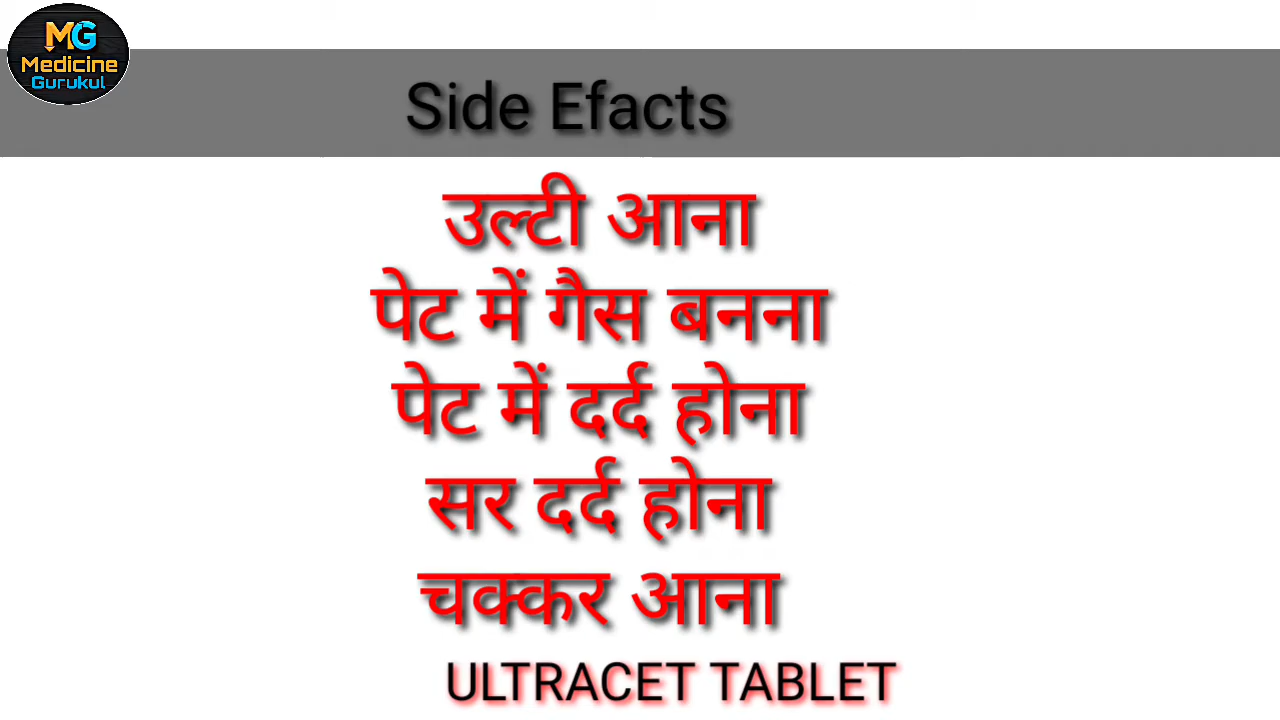 MG
Medicine
Gurukul
Side Efacts
उल्टी आना
पेट में गैस बनना
पेट में दर्द होना
सर दर्द होना
चक्कर आना
ULTRACET TABLET